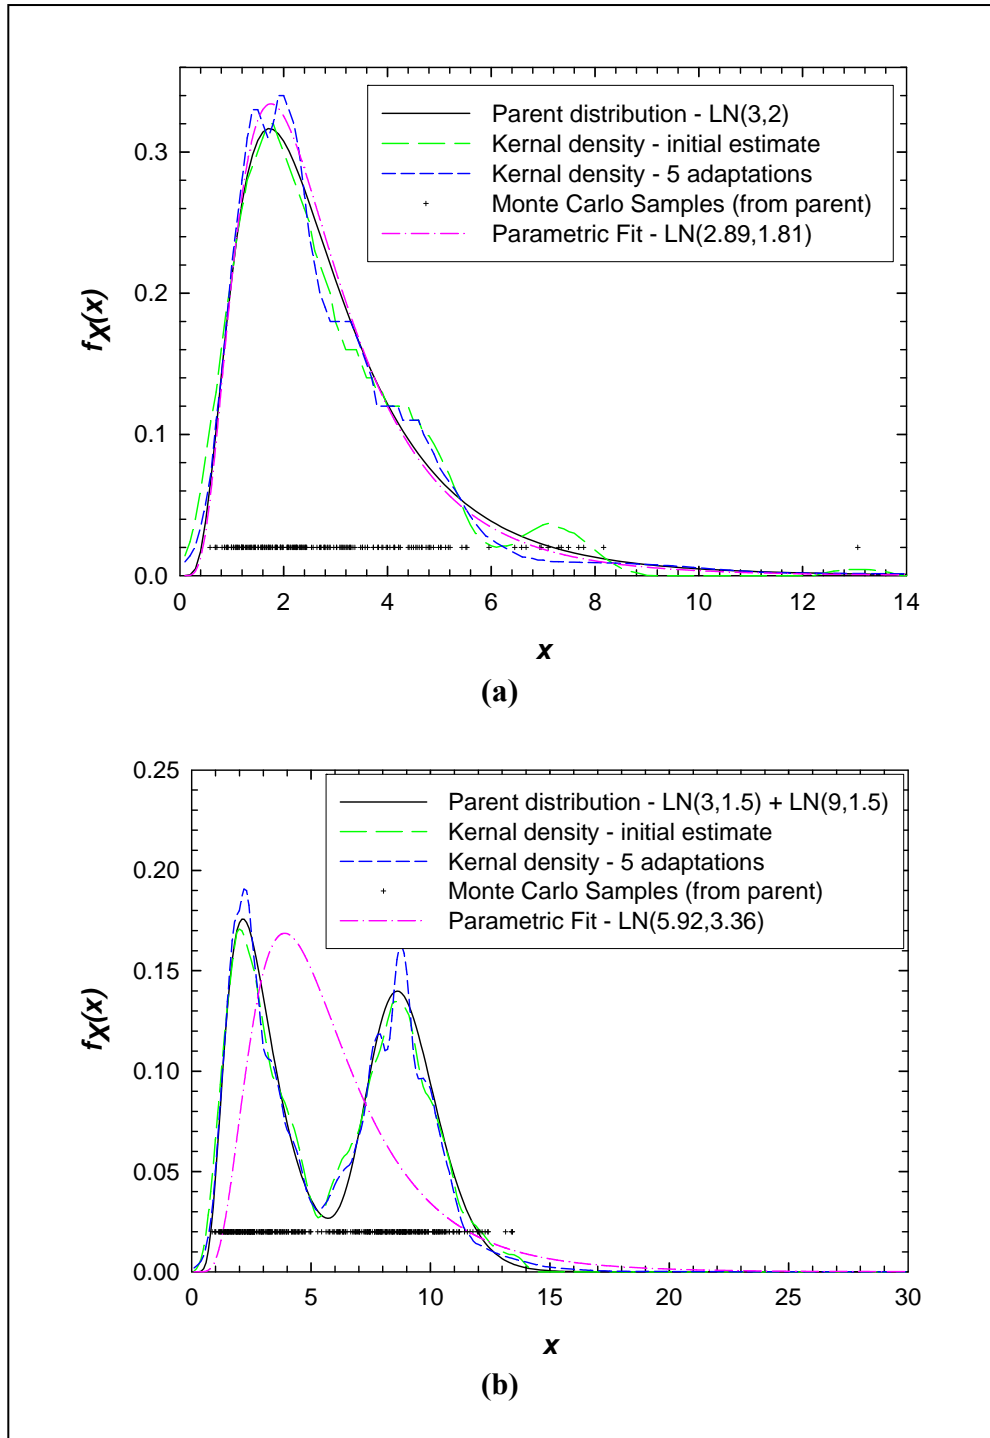 Parent distribution - LN(3,2)
Kernal density - initial estimate
Kernal density - 5 adaptations
Monte Carlo Samples (from parent)
Parametric Fit - LN(2.89,1.81)
0.3
0.2
0.1
0.0
fX(x)
0 2 4 6 8 10 12 14
x
(a)
0.25
0.20
0.15
0.10
0.05
0.00
fX(x)
Parent distribution - LN(3,1.5) + LN(9,1.5)
Kernal density - initial estimate
Kernal density - 5 adaptations
Monte Carlo Samples (from parent)
Parametric Fit - LN(5.92,3.36)
0 5 10 15 20 25 30
x
(b)